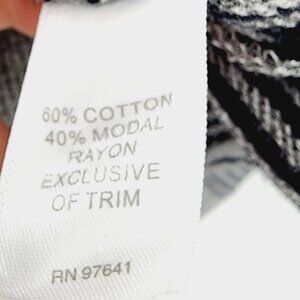 60% COTTON
40% MODAL
RAYON
EXCLUSIVE
OF TRIM
RN 97641